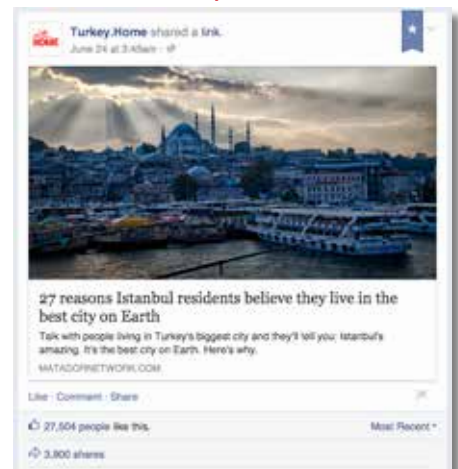 HOME
Turkey.Home shared a link.
June 24 at 3:48am
27 reasons Istanbul residents believe they live in the
best city on Earth
Talk with people living in Turkey's biggest city and they'll tell you: Istanbul's
amazing. It's the best city on Earth. Here's why.
MATADORNETWORK.COM
Like · Comment · Share
27,504 people like this.
Most Recent
3,900 shares